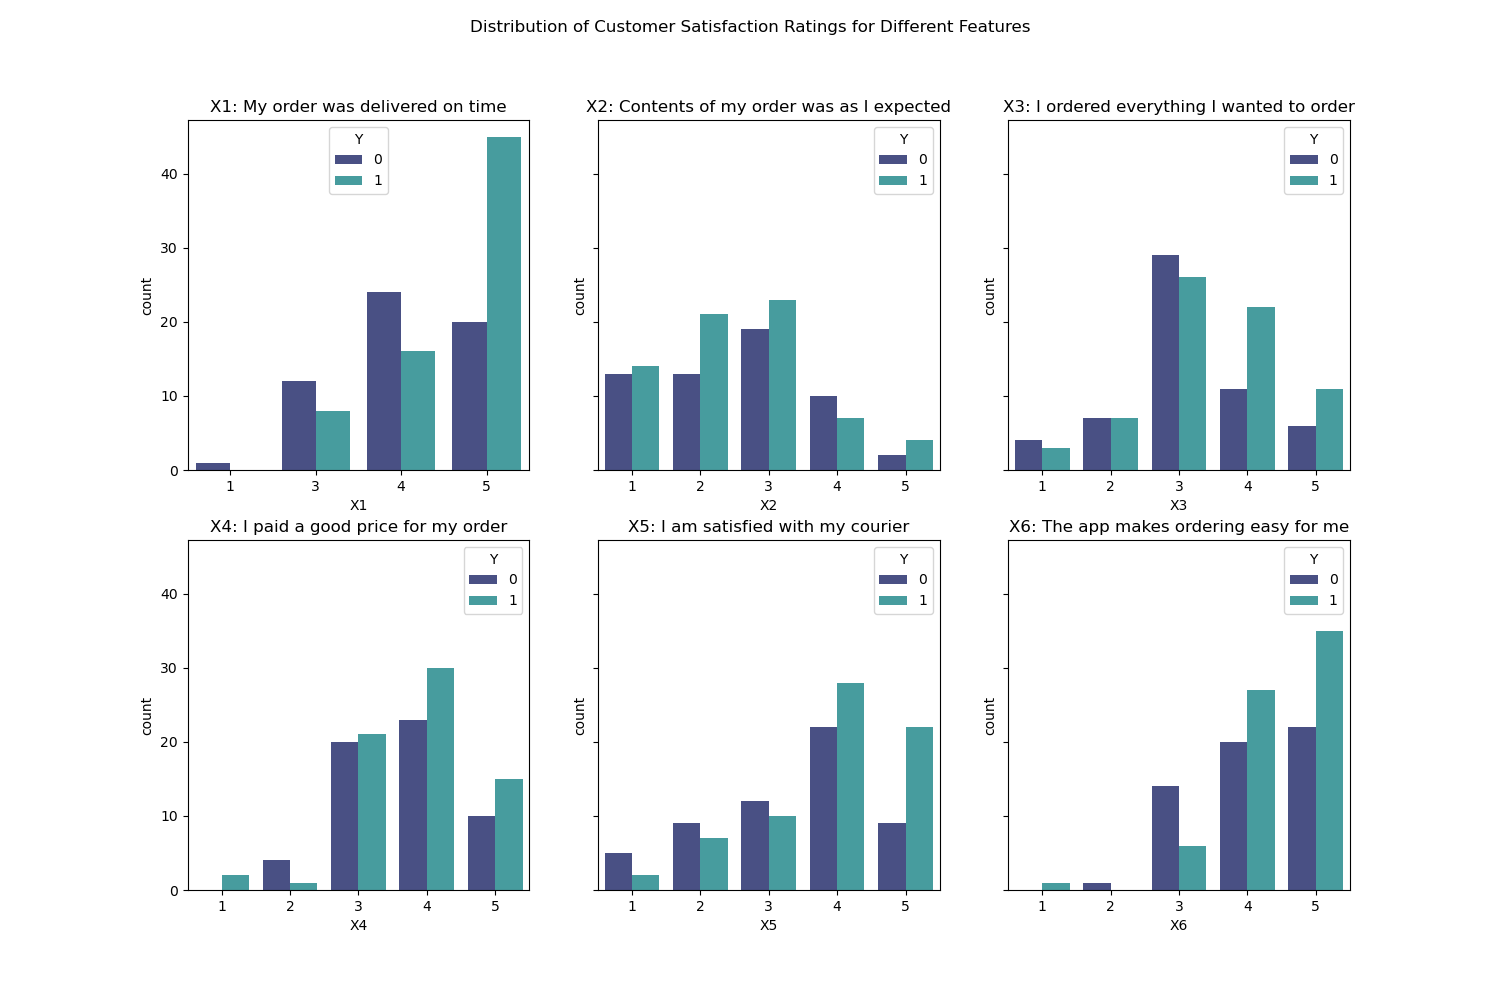 Distribution of Customer Satisfaction Ratings for Different Features
X1: My order was delivered on time
Y
0
1
count
40
30
20
10
0
1 3 4 5
X1
X2: Contents of my order was as I expected
Y
0
1
count
1 2 3 4 5
X2
X3: I ordered everything I wanted to order
Y
0
1
count
1 2 3 4 5
X3
X4: I paid a good price for my order
Y
0
1
count
40
30
20
10
0
1 2 3 4 5
X4
X5: I am satisfied with my courier
Y
0
1
count
1 2 3 4 5
X5
X6: The app makes ordering easy for me
Y
0
1
count
1 2 3 4 5
X6